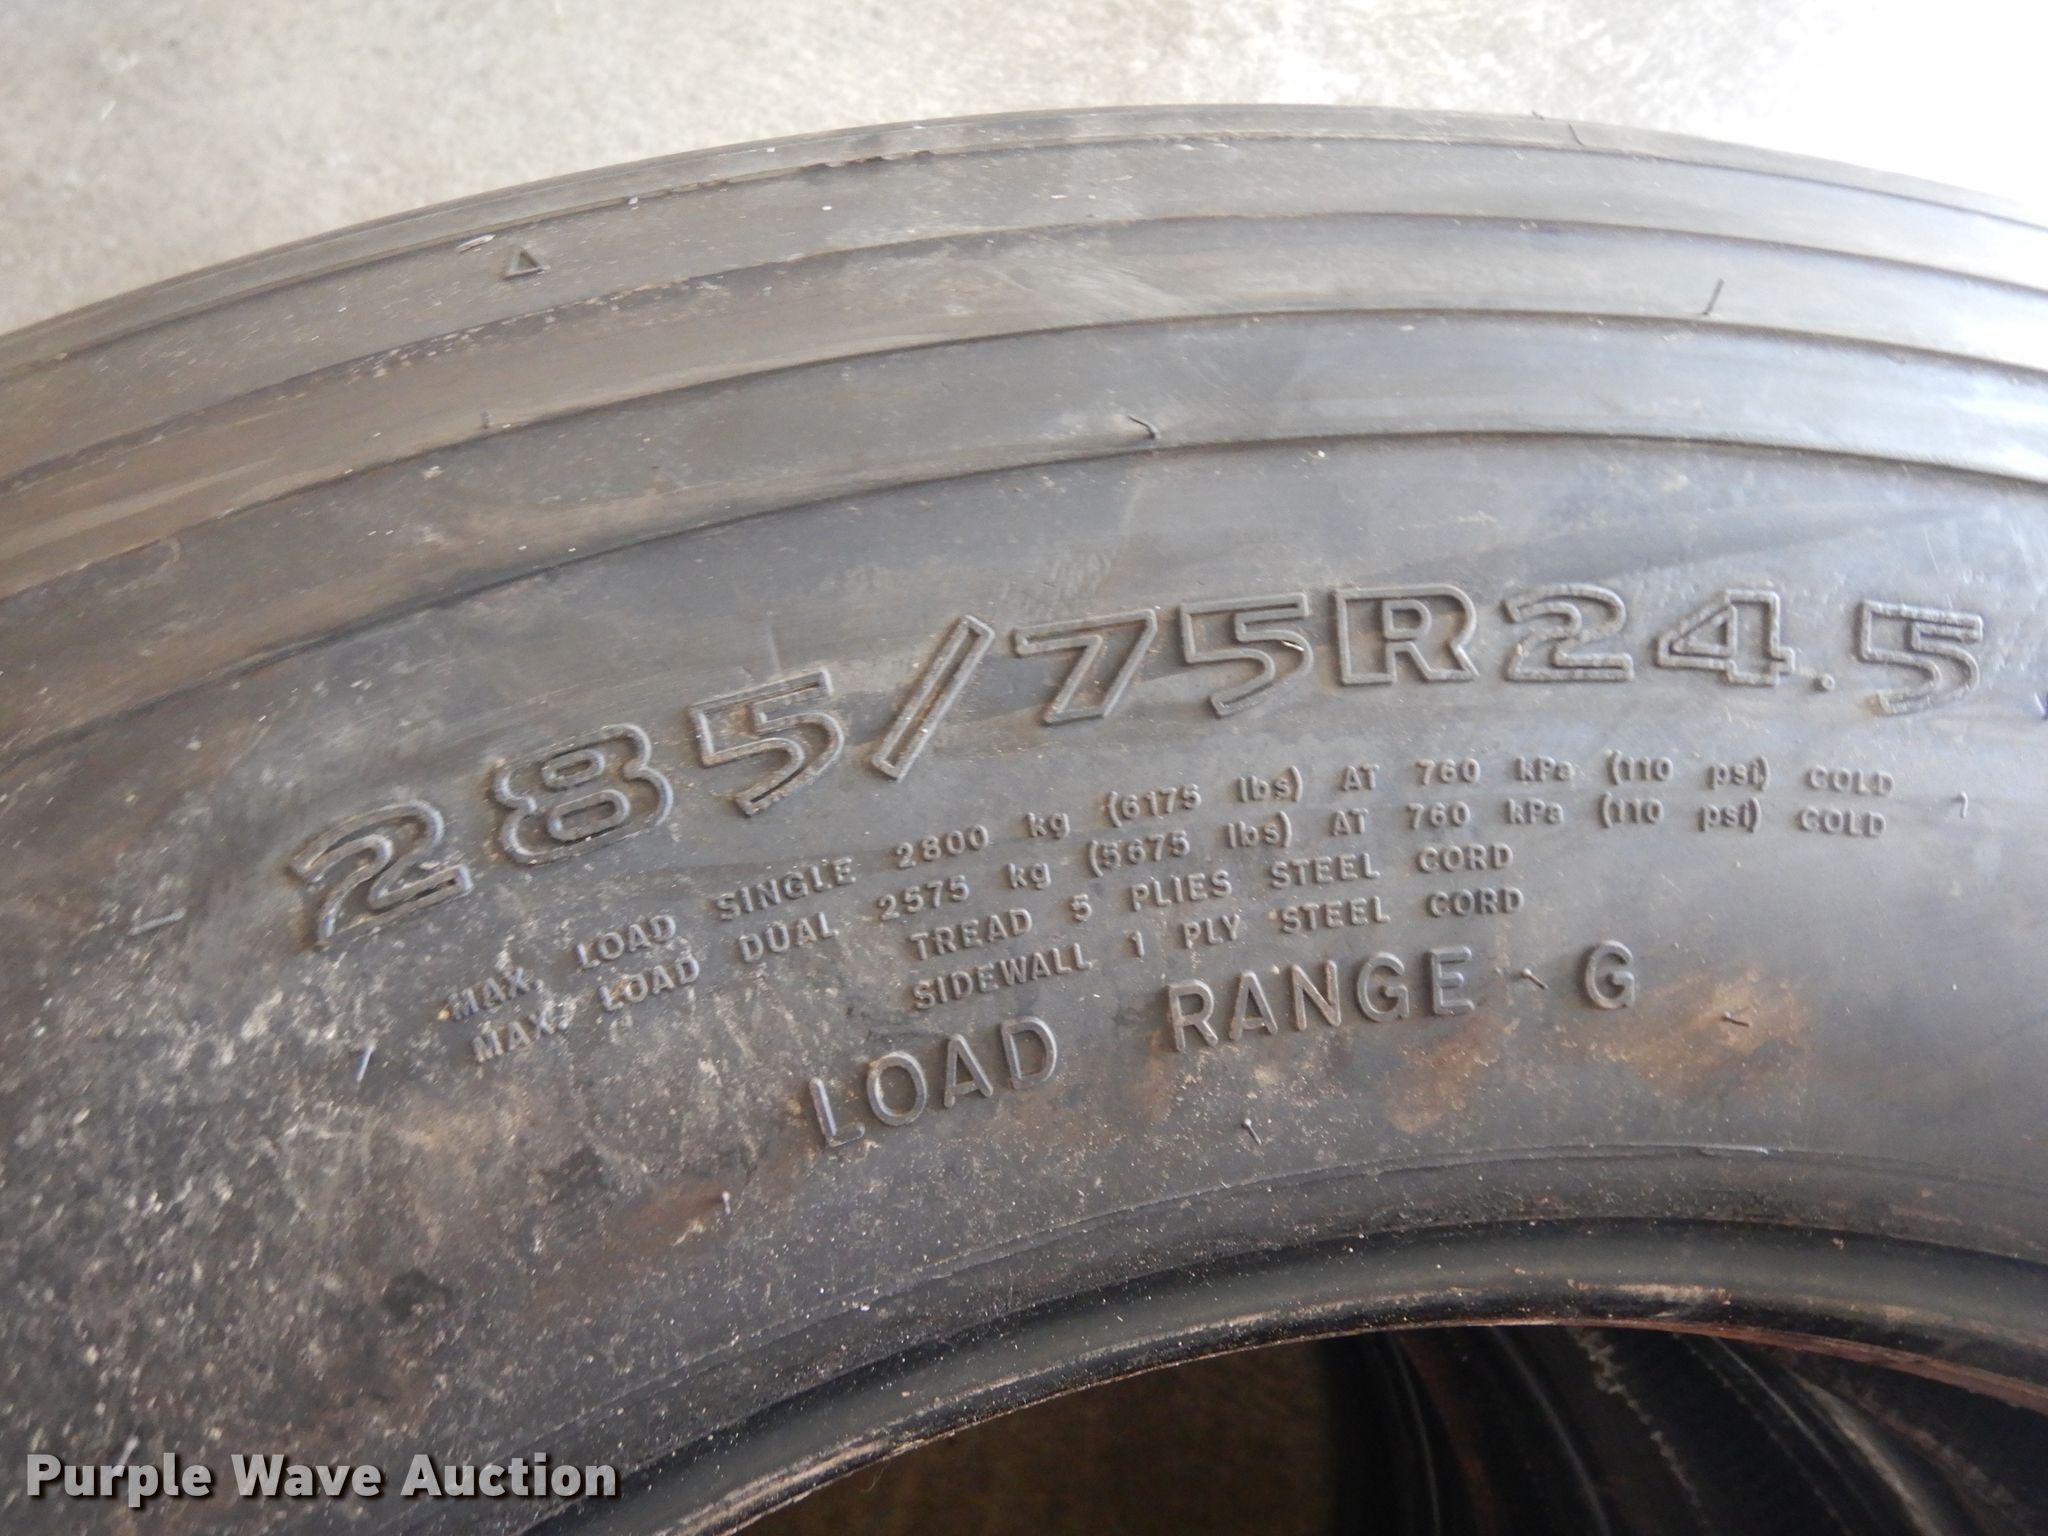 285/75R24.5
MAX. LOAD SINGLE 2800 kg (6175 lbs) AT 760 kPa (110 psi) COLD
MAX. LOAD DUAL 2575 kg (5675 lbs) AT 760 kPa (110 psi) COLD
TREAD 5 PLIES STEEL CORD
SIDEWALL 1 PLY STEEL CORD
LOAD RANGE - G
Purple Wave Auction